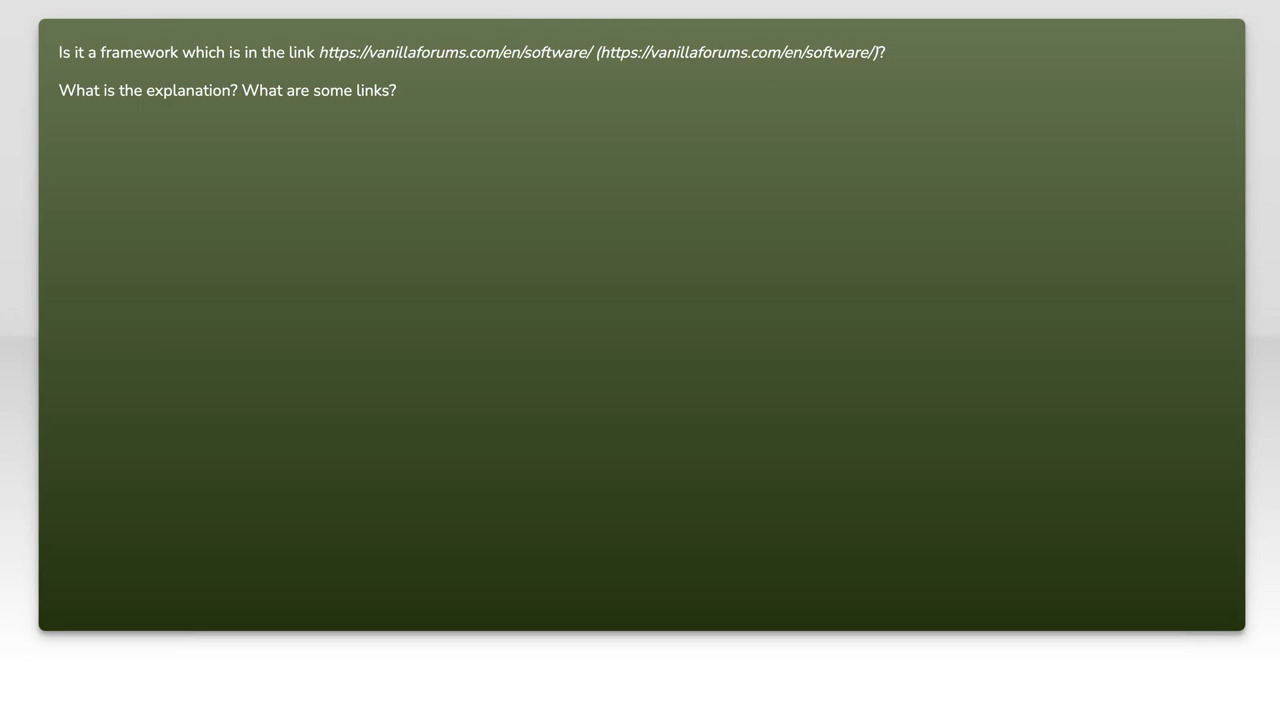 Is it a framework which is in the link https://vanillaforums.com/en/software/ (https://vanillaforums.com/en/software/)?
What is the explanation? What are some links?